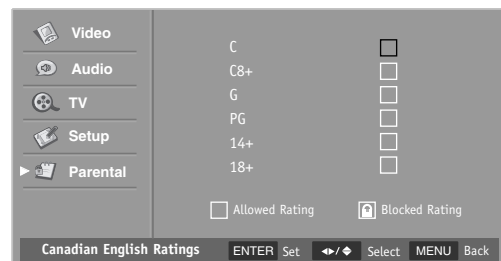 Video
Audio
TV
Setup
Parental
C
C8+
G
PG
14+
18+
Allowed Rating Blocked Rating
Canadian English Ratings ENTER Set Select MENU Back